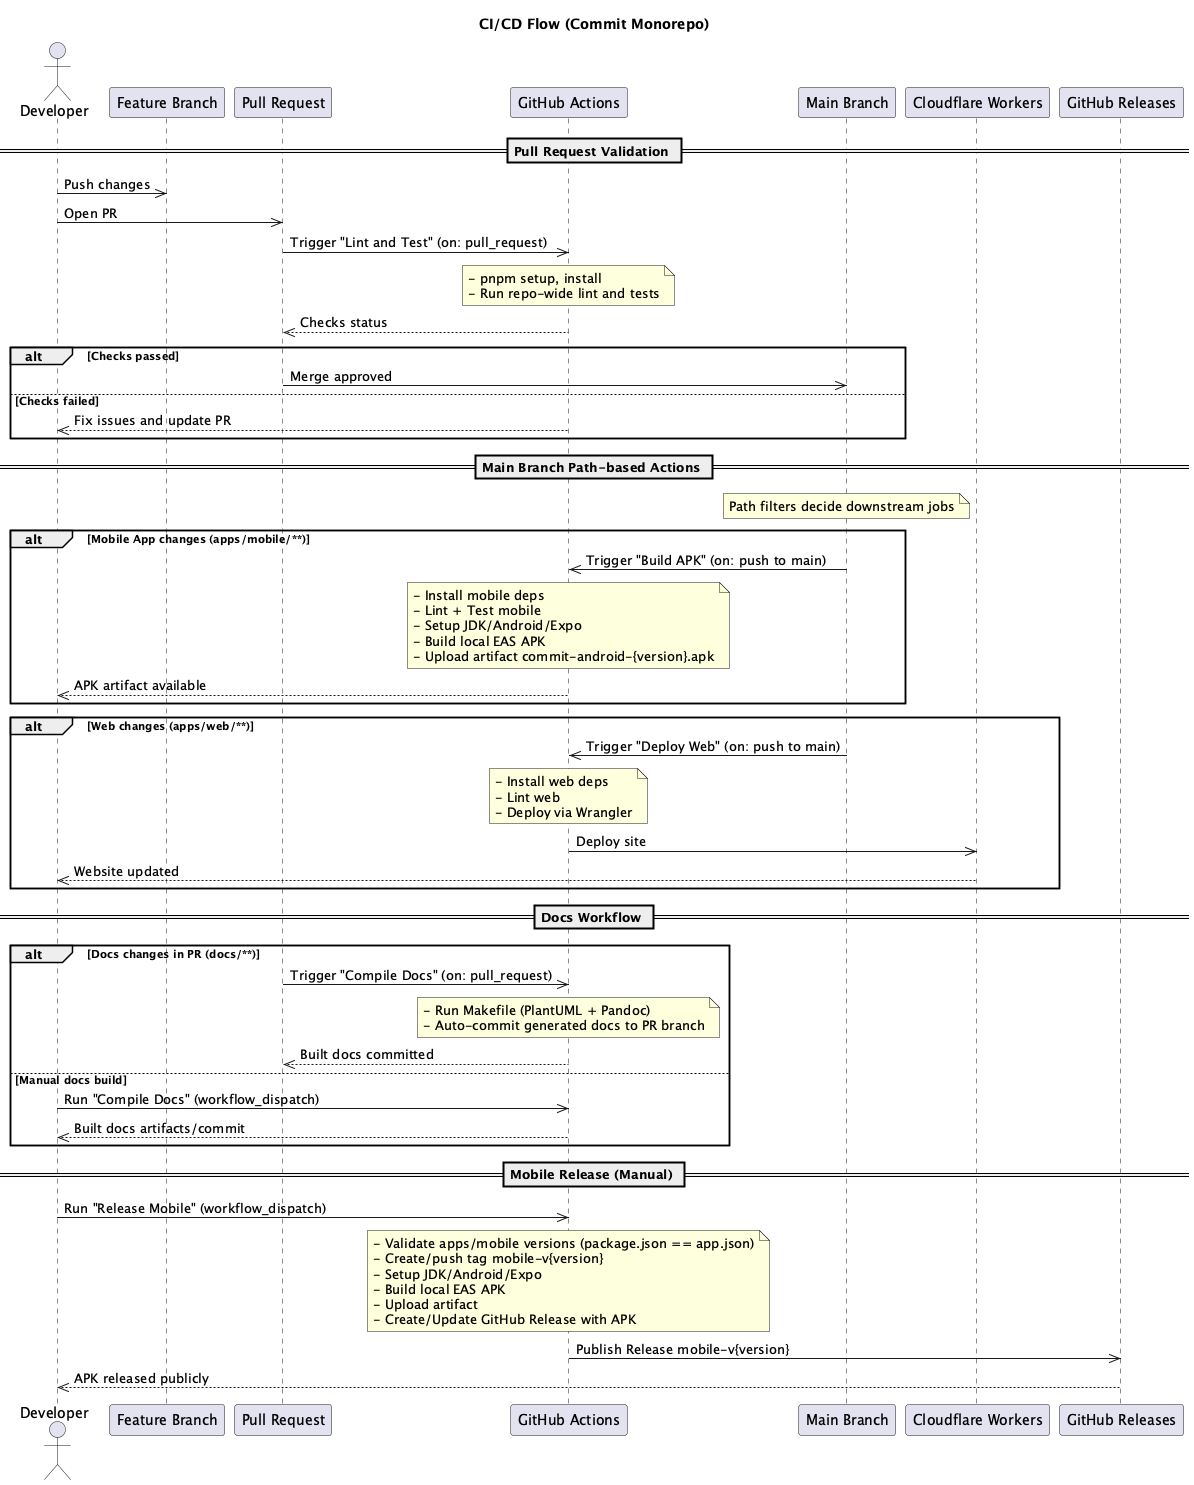 CI/CD Flow (Commit Monorepo)
Developer
Feature Branch
Pull Request
GitHub Actions
Main Branch
Cloudflare Workers
GitHub Releases
Pull Request Validation
Push changes
Open PR
Trigger "Lint and Test" (on: pull_request)
- pnpm setup, install
- Run repo-wide lint and tests
Checks status
alt
[Checks passed]
Merge approved
[Checks failed]
Fix issues and update PR
Main Branch Path-based Actions
Path filters decide downstream jobs
alt
[Mobile App changes (apps/mobile/**)]
Trigger "Build APK" (on: push to main)
- Install mobile deps
- Lint + Test mobile
- Setup JDK/Android/Expo
- Build local EAS APK
- Upload artifact commit-android-{version}.apk
APK artifact available
alt
[Web changes (apps/web/**)]
Trigger "Deploy Web" (on: push to main)
- Install web deps
- Lint web
- Deploy via Wrangler
Deploy site
Website updated
Docs Workflow
alt
[Docs changes in PR (docs/**)]
Trigger "Compile Docs" (on: pull_request)
- Run Makefile (PlantUML + Pandoc)
- Auto-commit generated docs to PR branch
Built docs committed
[Manual docs build]
Run "Compile Docs" (workflow_dispatch)
Built docs artifacts/commit
Mobile Release (Manual)
Run "Release Mobile" (workflow_dispatch)
- Validate apps/mobile versions (package.json == app.json)
- Create/push tag mobile-v{version}
- Setup JDK/Android/Expo
- Build local EAS APK
- Upload artifact
- Create/Update GitHub Release with APK
Publish Release mobile-v{version}
APK released publicly
Developer
Feature Branch
Pull Request
GitHub Actions
Main Branch
Cloudflare Workers
GitHub Releases